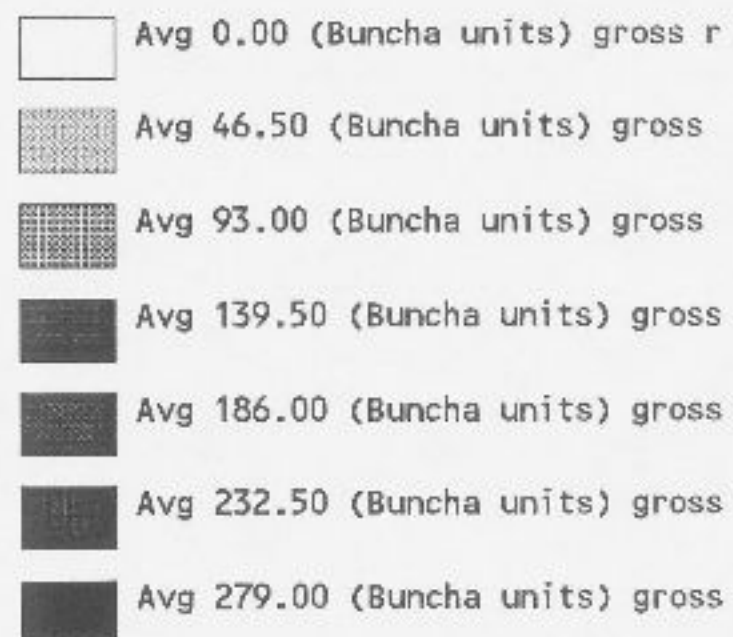 Avg 0.00 (Buncha units) gross r
Avg 46.50 (Buncha units) gross
Avg 93.00 (Buncha units) gross
Avg 139.50 (Buncha units) gross
Avg 186.00 (Buncha units) gross
Avg 232.50 (Buncha units) gross
Avg 279.00 (Buncha units) gross